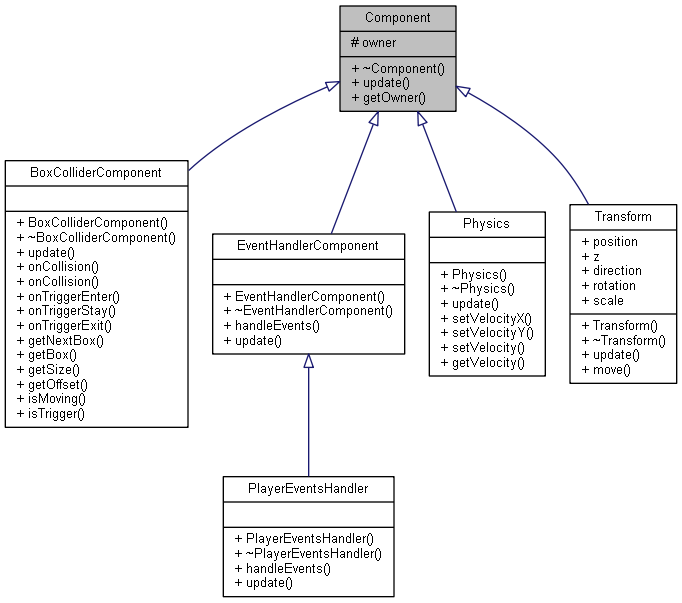 Component
# owner
+ ~Component()
+ update()
+ getOwner()
BoxColliderComponent
+ BoxColliderComponent()
+ ~BoxColliderComponent()
+ update()
+ onCollision()
+ onCollision()
+ onTriggerEnter()
+ onTriggerStay()
+ onTriggerExit()
+ getNextBox()
+ getBox()
+ getSize()
+ getOffset()
+ isMoving()
+ isTrigger()
EventHandlerComponent
+ EventHandlerComponent()
+ ~EventHandlerComponent()
+ handleEvents()
+ update()
Physics
+ Physics()
+ ~Physics()
+ update()
+ setVelocityX()
+ setVelocityY()
+ setVelocity()
+ getVelocity()
Transform
+ position
+ z
+ direction
+ rotation
+ scale
+ Transform()
+ ~Transform()
+ update()
+ move()
PlayerEventsHandler
+ PlayerEventsHandler()
+ ~PlayerEventsHandler()
+ handleEvents()
+ update()